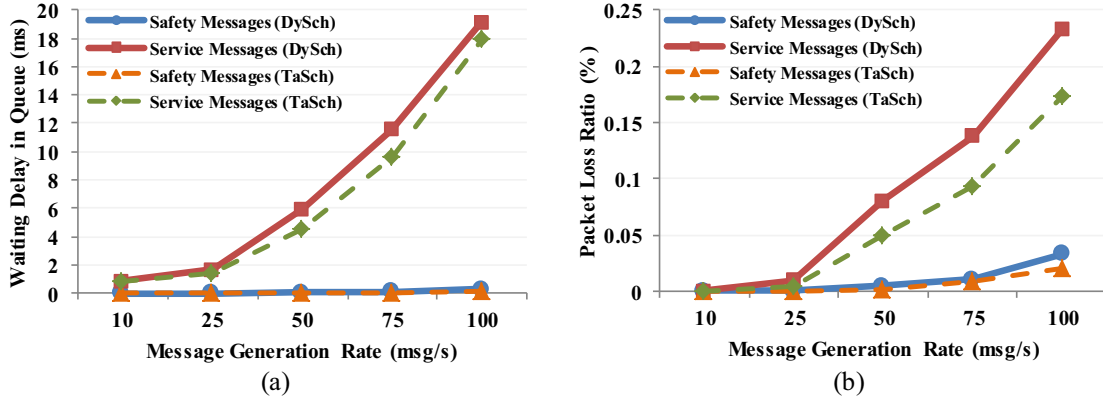 20
18
16
14
12
10
8
6
4
2
0
Waiting Delay in Queue (ms)
Safety Messages (DySch)
Service Messages (DySch)
Safety Messages (TaSch)
Service Messages (TaSch)
10 25 50 75 100
Message Generation Rate (msg/s)
(a)
0.25
0.2
0.15
0.1
0.05
0
Packet Loss Ratio (%)
Safety Messages (DySch)
Service Messages (DySch)
Safety Messages (TaSch)
Service Messages (TaSch)
10 25 50 75 100
Message Generation Rate (msg/s)
(b)